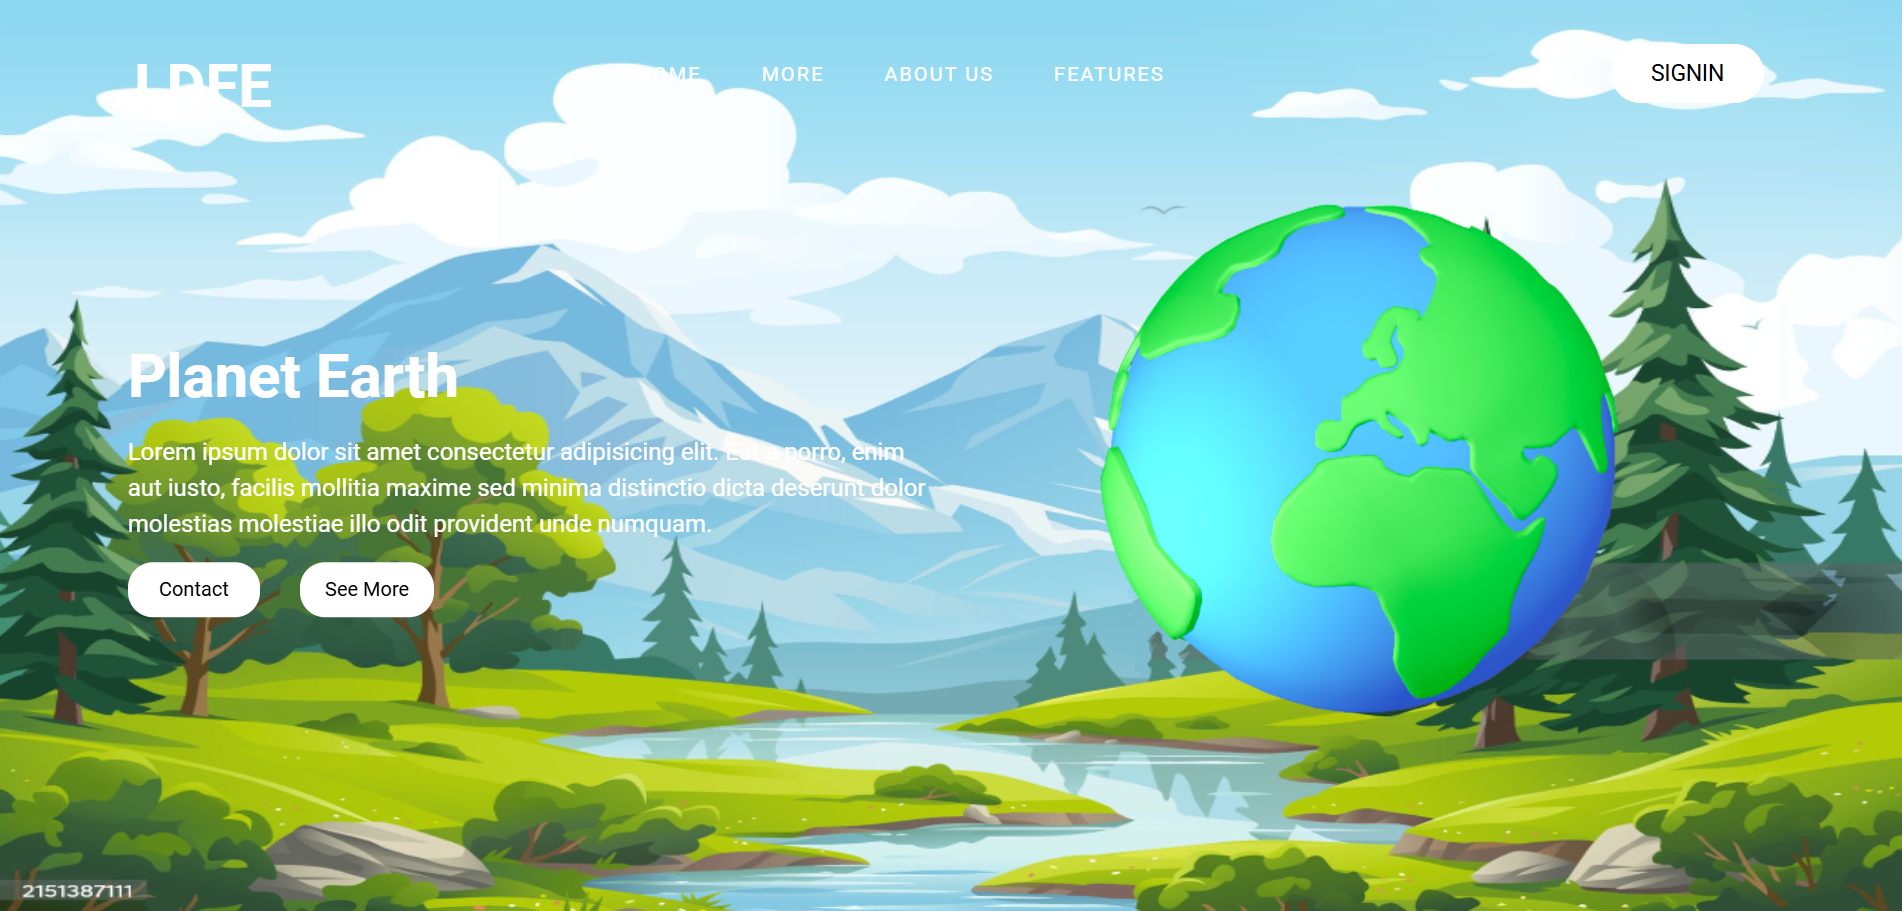 LDFE
HOME
MORE
ABOUT US
FEATURES
SIGNIN
Planet Earth
Lorem ipsum dolor sit amet consectetur adipisicing elit. Est a porro, enim
aut iusto, facilis mollitia maxime sed minima distinctio dicta deserunt dolor
molestias molestiae illo odit provident unde numquam.
Contact
See More
2151387111